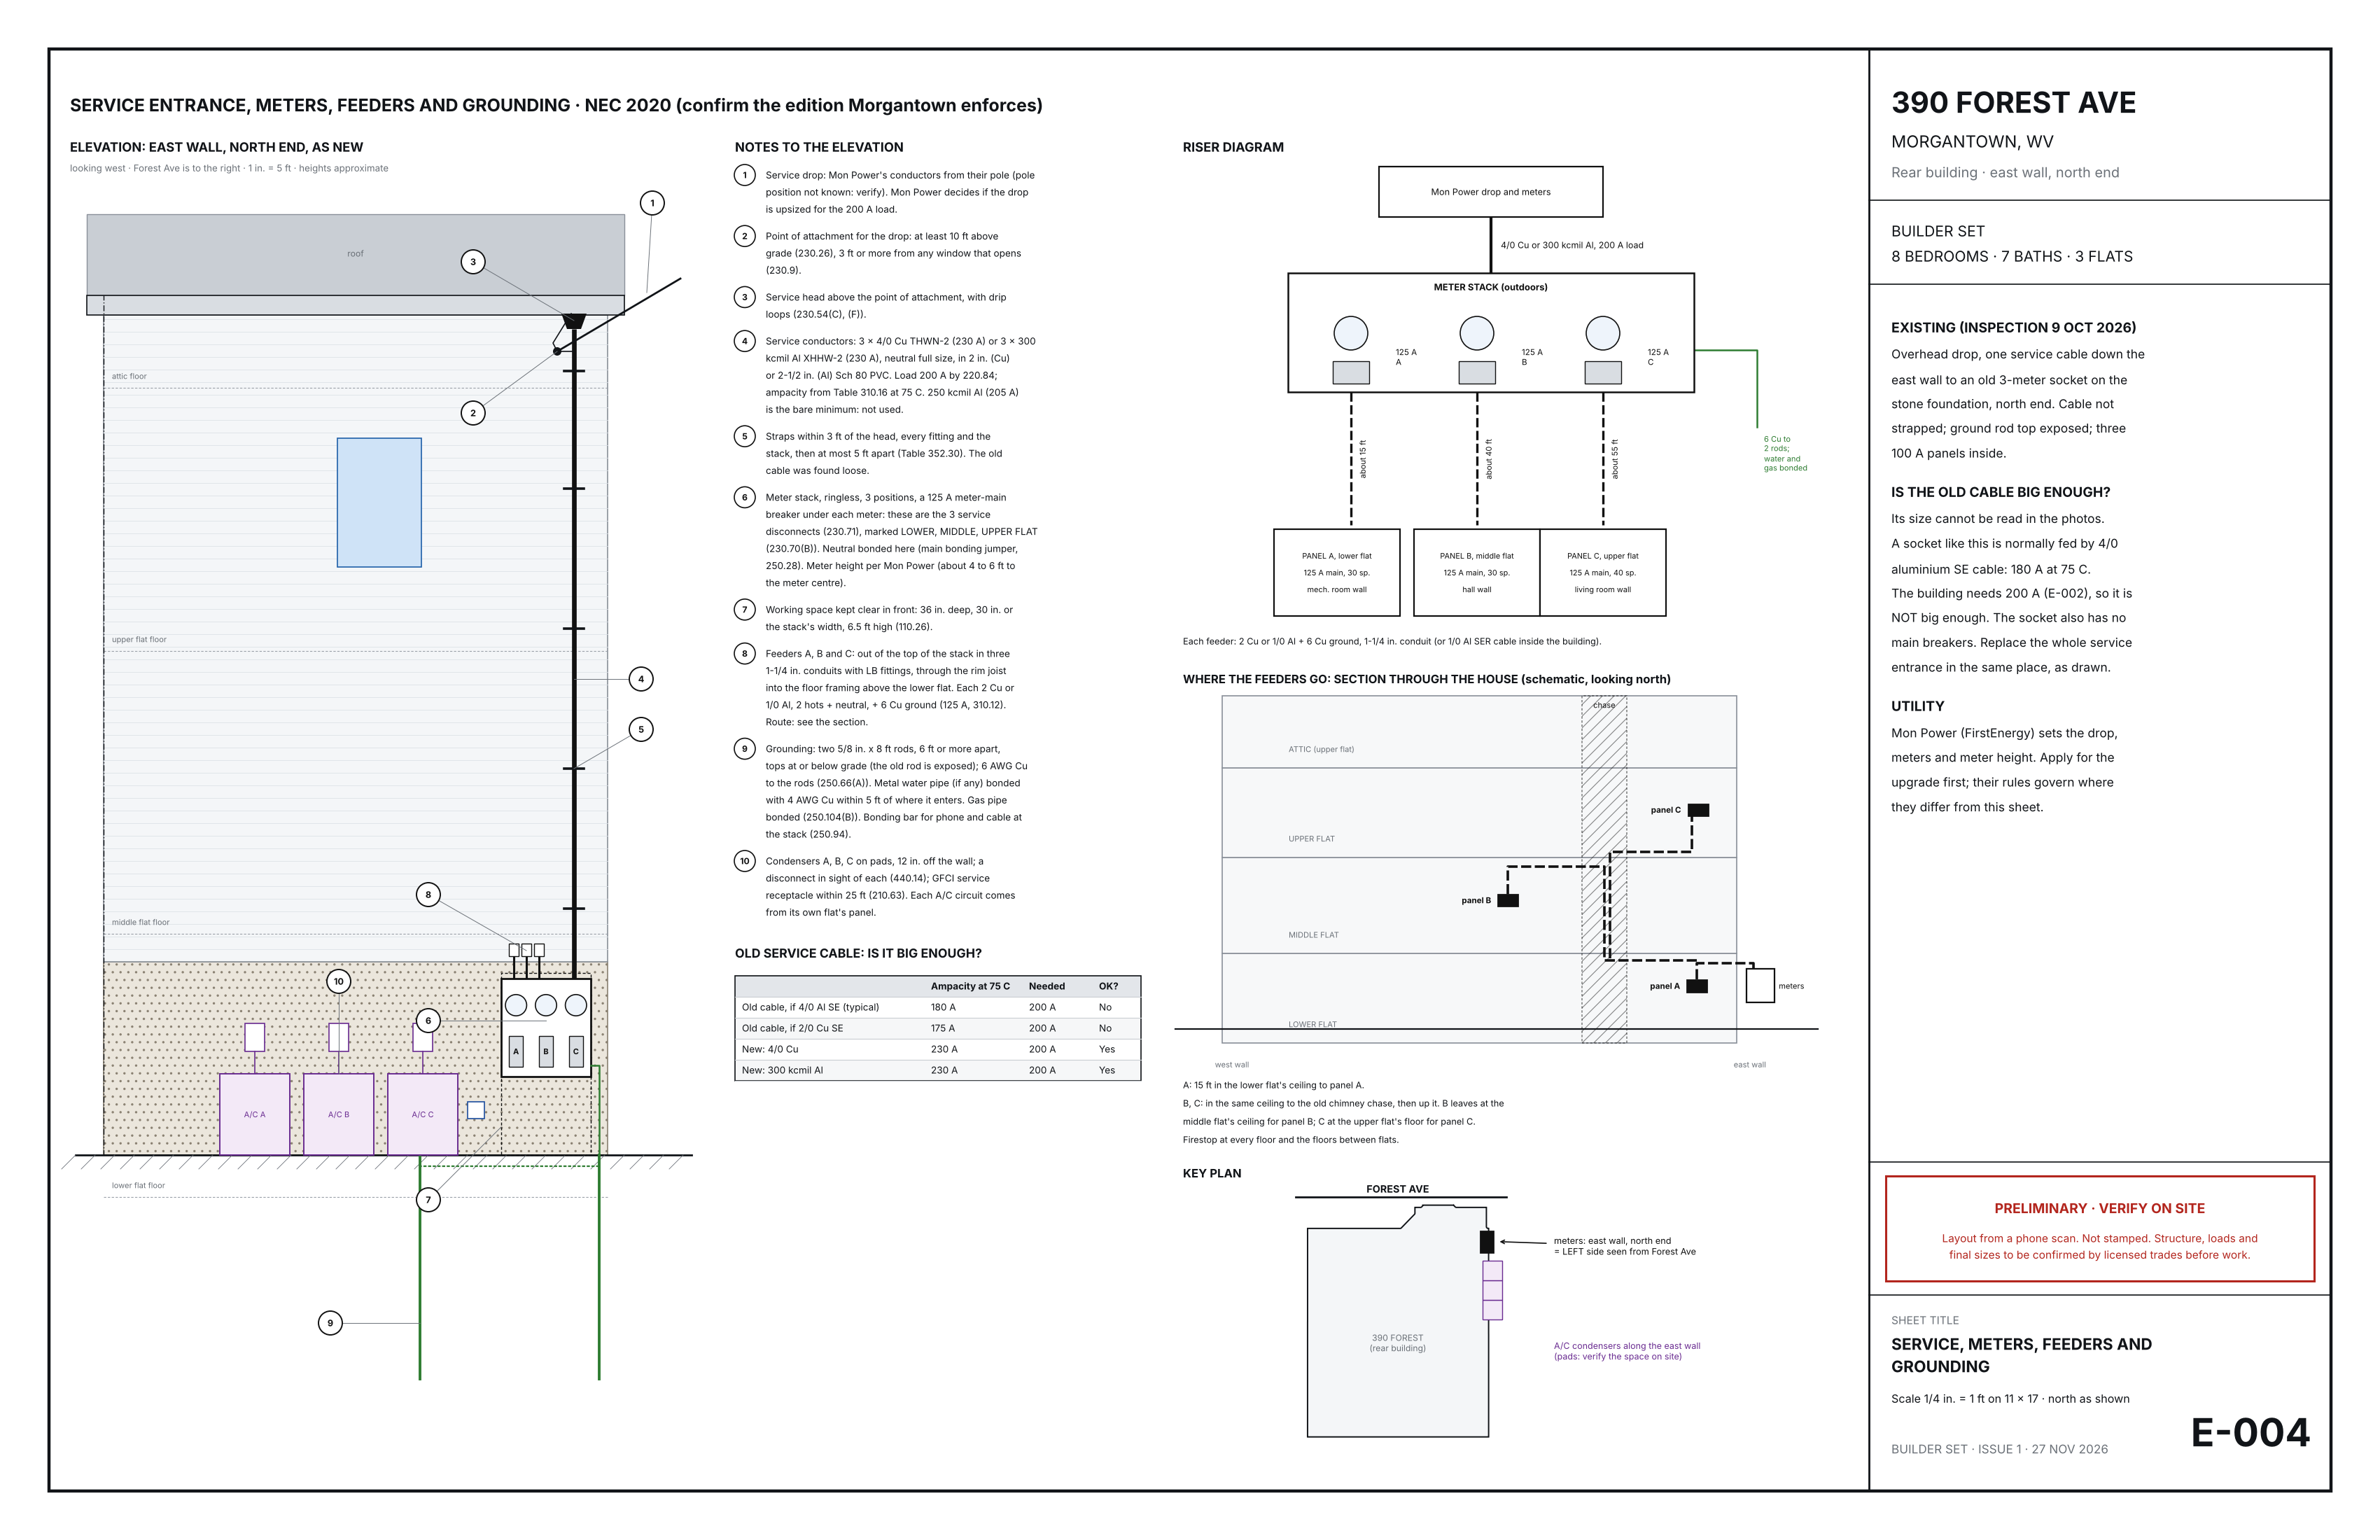 SERVICE ENTRANCE, METERS, FEEDERS AND GROUNDING · NEC 2020 (confirm the edition Morgantown enforces)
ELEVATION: EAST WALL, NORTH END, AS NEW
looking west · Forest Ave is to the right · 1 in. = 5 ft · heights approximate
1
roof
3
attic floor
2
upper flat floor
4
5
8
middle flat floor
10
6
A
B
C
A/C A
A/C B
A/C C
lower flat floor
7
9
NOTES TO THE ELEVATION
1
Service drop: Mon Power's conductors from their pole (pole
position not known: verify). Mon Power decides if the drop
is upsized for the 200 A load.
2
Point of attachment for the drop: at least 10 ft above
grade (230.26), 3 ft or more from any window that opens
(230.9).
3
Service head above the point of attachment, with drip
loops (230.54(C), (F)).
4
Service conductors: 3 × 4/0 Cu THWN-2 (230 A) or 3 × 300
kcmil Al XHHW-2 (230 A), neutral full size, in 2 in. (Cu)
or 2-1/2 in. (Al) Sch 80 PVC. Load 200 A by 220.84;
ampacity from Table 310.16 at 75 C. 250 kcmil Al (205 A)
is the bare minimum: not used.
5
Straps within 3 ft of the head, every fitting and the
stack, then at most 5 ft apart (Table 352.30). The old
cable was found loose.
6
Meter stack, ringless, 3 positions, a 125 A meter-main
breaker under each meter: these are the 3 service
disconnects (230.71), marked LOWER, MIDDLE, UPPER FLAT
(230.70(B)). Neutral bonded here (main bonding jumper,
250.28). Meter height per Mon Power (about 4 to 6 ft to
the meter centre).
7
Working space kept clear in front: 36 in. deep, 30 in. or
the stack's width, 6.5 ft high (110.26).
8
Feeders A, B and C: out of the top of the stack in three
1-1/4 in. conduits with LB fittings, through the rim joist
into the floor framing above the lower flat. Each 2 Cu or
1/0 Al, 2 hots + neutral, + 6 Cu ground (125 A, 310.12).
Route: see the section.
9
Grounding: two 5/8 in. x 8 ft rods, 6 ft or more apart,
tops at or below grade (the old rod is exposed); 6 AWG Cu
to the rods (250.66(A)). Metal water pipe (if any) bonded
with 4 AWG Cu within 5 ft of where it enters. Gas pipe
bonded (250.104(B)). Bonding bar for phone and cable at
the stack (250.94).
10
Condensers A, B, C on pads, 12 in. off the wall; a
disconnect in sight of each (440.14); GFCI service
receptacle within 25 ft (210.63). Each A/C circuit comes
from its own flat's panel.
OLD SERVICE CABLE: IS IT BIG ENOUGH?
Ampacity at 75 C Needed OK?
Old cable, if 4/0 Al SE (typical) 180 A 200 A No
Old cable, if 2/0 Cu SE 175 A 200 A No
New: 4/0 Cu 230 A 200 A Yes
New: 300 kcmil Al 230 A 200 A Yes
RISER DIAGRAM
Mon Power drop and meters
4/0 Cu or 300 kcmil Al, 200 A load
METER STACK (outdoors)
125 A
A
125 A
B
125 A
C
about 15 ft
about 40 ft
about 55 ft
6 Cu to
2 rods;
water and
gas bonded
PANEL A, lower flat
125 A main, 30 sp.
mech. room wall
PANEL B, middle flat
125 A main, 30 sp.
hall wall
PANEL C, upper flat
125 A main, 40 sp.
living room wall
Each feeder: 2 Cu or 1/0 Al + 6 Cu ground, 1-1/4 in. conduit (or 1/0 Al SER cable inside the building).
WHERE THE FEEDERS GO: SECTION THROUGH THE HOUSE (schematic, looking north)
chase
ATTIC (upper flat)
panel C
UPPER FLAT
panel B
MIDDLE FLAT
panel A
meters
LOWER FLAT
west wall
east wall
A: 15 ft in the lower flat's ceiling to panel A.
B, C: in the same ceiling to the old chimney chase, then up it. B leaves at the
middle flat's ceiling for panel B; C at the upper flat's floor for panel C.
Firestop at every floor and the floors between flats.
KEY PLAN
FOREST AVE
meters: east wall, north end
= LEFT side seen from Forest Ave
390 FOREST
(rear building)
A/C condensers along the east wall
(pads: verify the space on site)
390 FOREST AVE
MORGANTOWN, WV
Rear building · east wall, north end
BUILDER SET
8 BEDROOMS · 7 BATHS · 3 FLATS
EXISTING (INSPECTION 9 OCT 2026)
Overhead drop, one service cable down the
east wall to an old 3-meter socket on the
stone foundation, north end. Cable not
strapped; ground rod top exposed; three
100 A panels inside.
IS THE OLD CABLE BIG ENOUGH?
Its size cannot be read in the photos.
A socket like this is normally fed by 4/0
aluminium SE cable: 180 A at 75 C.
The building needs 200 A (E-002), so it is
NOT big enough. The socket also has no
main breakers. Replace the whole service
entrance in the same place, as drawn.
UTILITY
Mon Power (FirstEnergy) sets the drop,
meters and meter height. Apply for the
upgrade first; their rules govern where
they differ from this sheet.
PRELIMINARY · VERIFY ON SITE
Layout from a phone scan. Not stamped. Structure, loads and
final sizes to be confirmed by licensed trades before work.
SHEET TITLE
SERVICE, METERS, FEEDERS AND
GROUNDING
Scale 1/4 in. = 1 ft on 11 × 17 · north as shown
BUILDER SET · ISSUE 1 · 27 NOV 2026
E-004